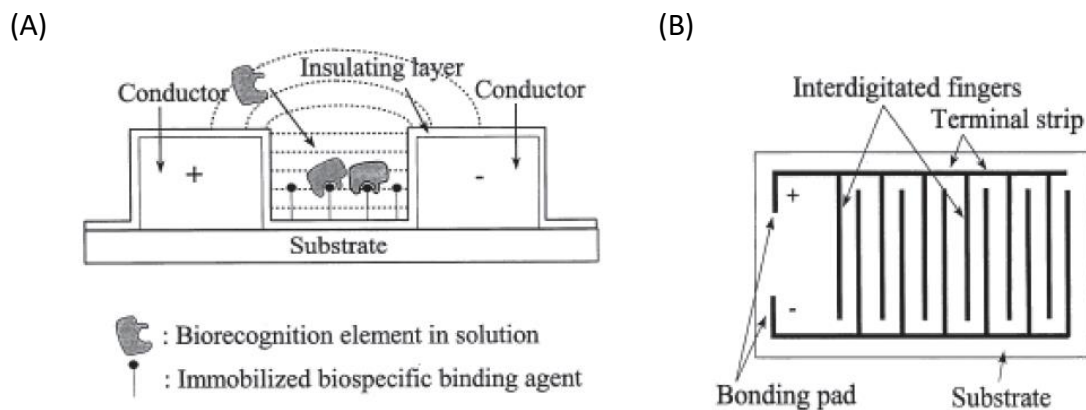 (A)
(B)
Insulating layer
Conductor
Conductor
+
-
Substrate
: Biorecognition element in solution
: Immobilized biospecific binding agent
Interdigitated fingers
Terminal strip
+
-
Bonding pad
Substrate